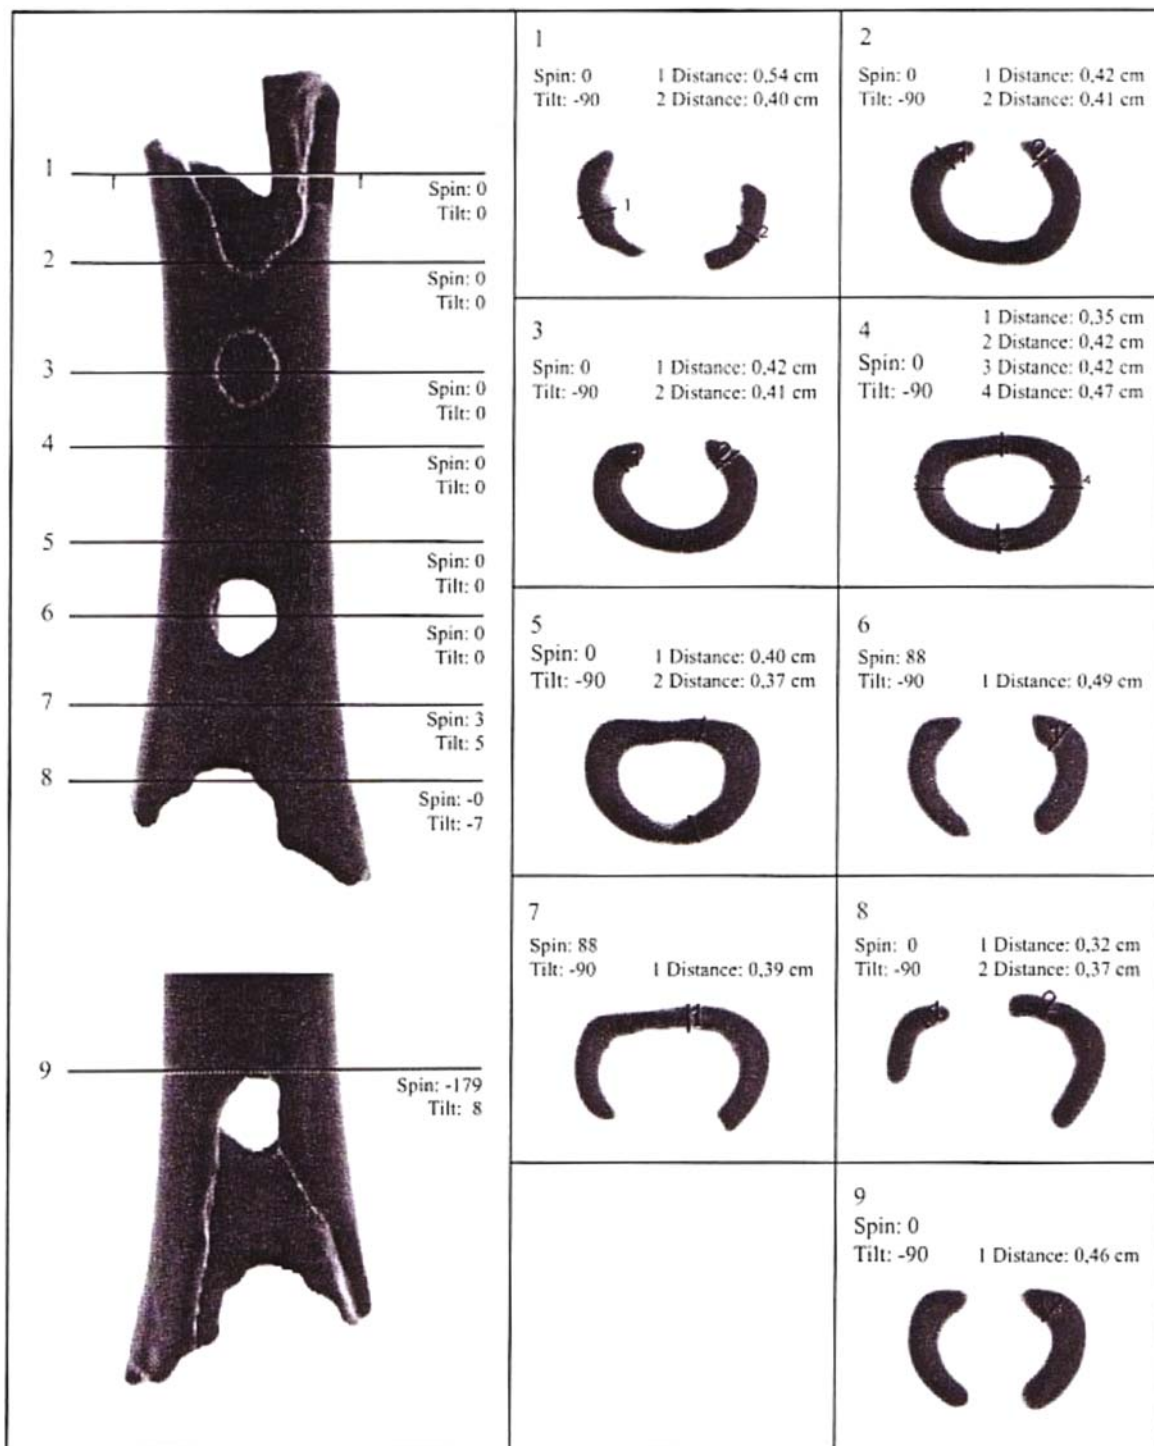 1
Spin: 0
Tilt: 0
2
Spin: 0
Tilt: 0
3
Spin: 0
Tilt: 0
4
Spin: 0
Tilt: 0
5
Spin: 0
Tilt: 0
6
Spin: 0
Tilt: 0
7
Spin: 3
Tilt: 5
8
Spin: -0
Tilt: -7
9
Spin: -179
Tilt: 8
1
Spin: 0 1 Distance: 0,54 cm
Tilt: -90 2 Distance: 0,40 cm
1
2
2
Spin: 0 1 Distance: 0,42 cm
Tilt: -90 2 Distance: 0,41 cm
1 2
3
Spin: 0 1 Distance: 0,42 cm
Tilt: -90 2 Distance: 0,41 cm
2
4
1 Distance: 0,35 cm
2 Distance: 0,42 cm
Spin: 0 3 Distance: 0,42 cm
Tilt: -90 4 Distance: 0,47 cm
4
5
Spin: 0 1 Distance: 0,40 cm
Tilt: -90 2 Distance: 0,37 cm
6
Spin: 88
Tilt: -90 1 Distance: 0,49 cm
7
Spin: 88
Tilt: -90 1 Distance: 0,39 cm
1
8
Spin: 0 1 Distance: 0,32 cm
Tilt: -90 2 Distance: 0,37 cm
1 2
9
Spin: 0
Tilt: -90 1 Distance: 0,46 cm